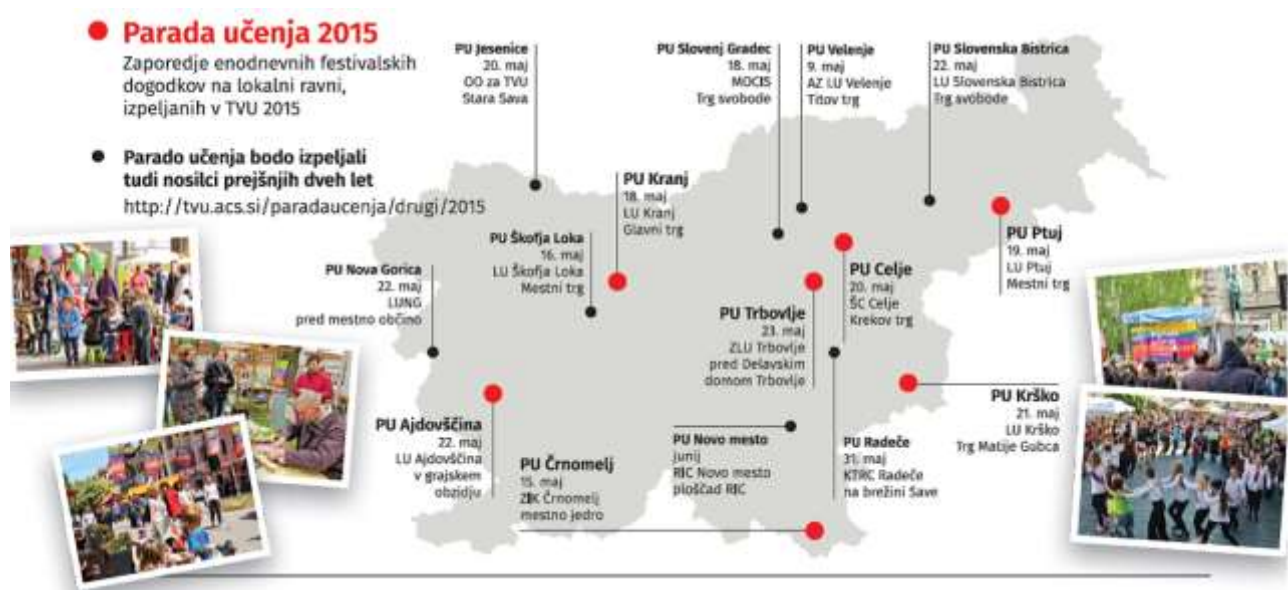 Parada učenja 2015
Zaporedje enodnevnih festivalskih
dogodkov na lokalni ravni,
izpeljanih v TVU 2015
Parado učenja bodo izpeljali
tudi nosilci prejšnjih dveh let
http://tvu.acs.si/paradaucenja/drugi/2015
PU Jesenice
20. maj
OO za TVU
Stara Sava
PU Slovenj Gradec
18. maj
MOCIS
Trg svobode
PU Velenje
9. maj
AZ LU Velenje
Titov trg
PU Slovenska Bistrica
22. maj
LU Slovenska Bistrica
Trg svobode
PU Kranj
18. maj
LU Kranj
Glavni trg
PU Škofja Loka
16. maj
LU Škofja Loka
Mestni trg
PU Nova Gorica
22. maj
LUNG
pred mestno občino
PU Ptuj
19. maj
LU Ptuj
Mestni trg
PU Celje
20. maj
ŠC Celje
Krekov trg
PU Trbovlje
23. maj
ZLU Trbovlje
pred Delavskim
domom Trbovlje
PU Krško
21. maj
LU Krško
Trg Matije Gubca
PU Ajdovščina
22. maj
LU Ajdovščina
v grajskem
obzidju
PU Črnomelj
15. maj
ZIK Črnomelj
mestno jedro
PU Novo mesto
junij
RIC Novo mesto
ploščad RIC
PU Radeče
31. maj
KTRC Radeče
na brežini Save